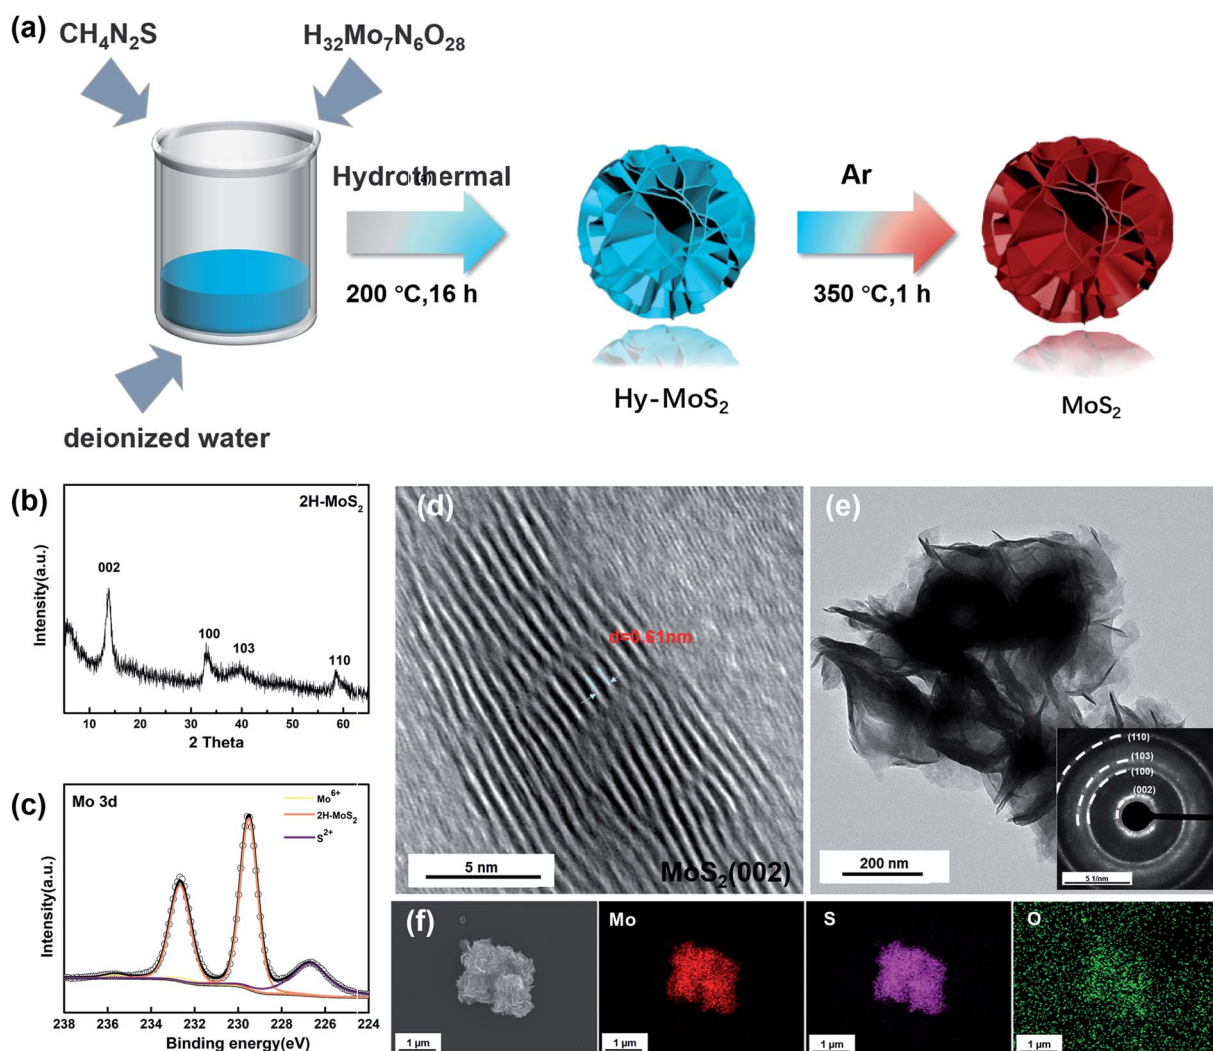 (a)
CH₄N₂S
H₃₂Mo₇N₆O₂₈
Hydrothermal
200 °C,16 h
Ar
350 °C,1 h
Hy-MoS₂
MoS₂
deionized water
(b)
2H-MoS₂
002
100
103
110
Intensity(a.u.)
10 20 30 40 50 60
2 Theta
(c)
Mo 3d
Mo⁶⁺
2H-MoS₂
S²⁺
Intensity(a.u.)
238 236 234 232 230 228 226 224
Binding energy(eV)
(d)
d=0.61nm
5 nm
MoS₂(002)
(e)
200 nm
(110)
(103)
(100)
(002)
5 1/nm
(f)
1 μm
Mo
1 μm
S
1 μm
O
1 μm